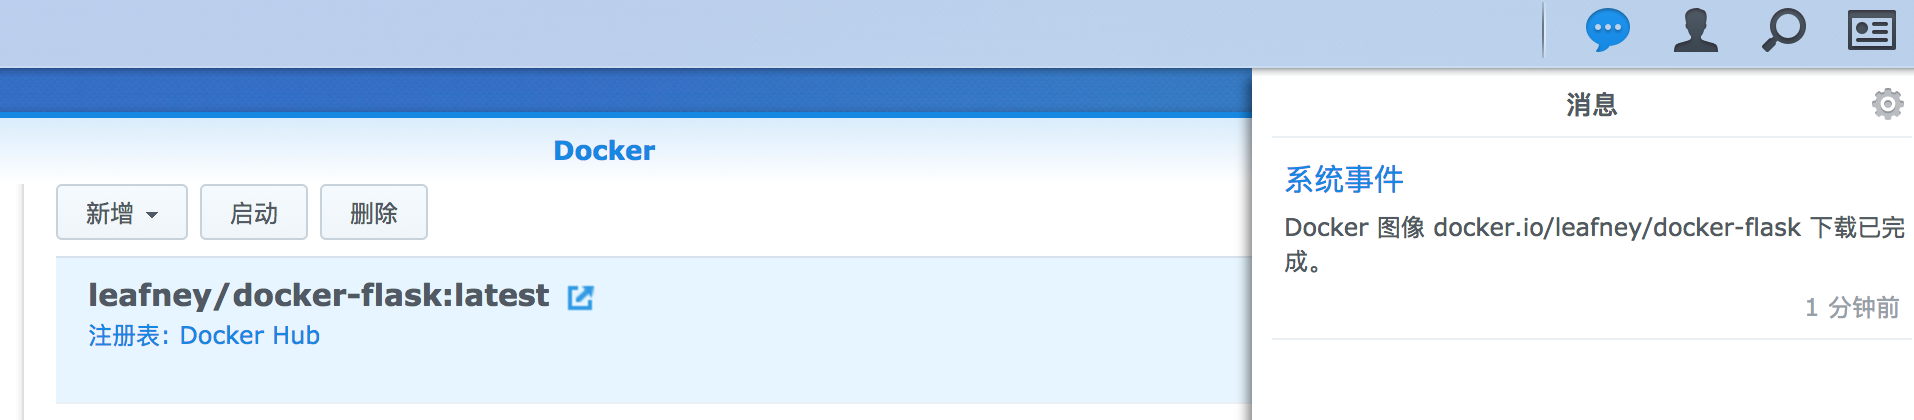 消息
Docker
系统事件
新增
启动
删除
Docker 图像 docker.io/leafney/docker-flask 下载已完
成。
leafney/docker-flask:latest
注册表: Docker Hub
1 分钟前